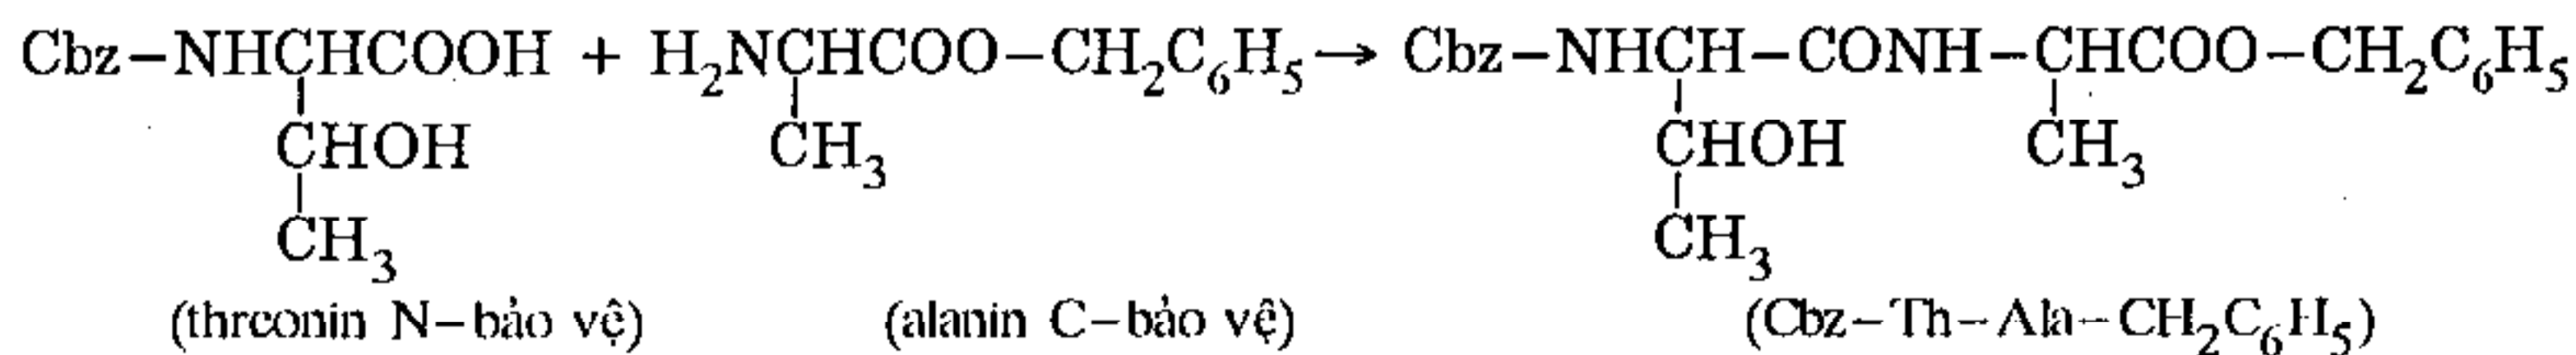 Cbz–NHCHCOOH + H₂NCHCOO–CH₂C₆H₅ → Cbz–NHCH–CONH–CHCOO–CH₂C₆H₅
CHOH CH₃ CHOH CH₃
CH₃ CH₃
(threonin N–bảo vệ) (alanin C–bảo vệ) (Cbz–Th–Ala–CH₂C₆H₅)